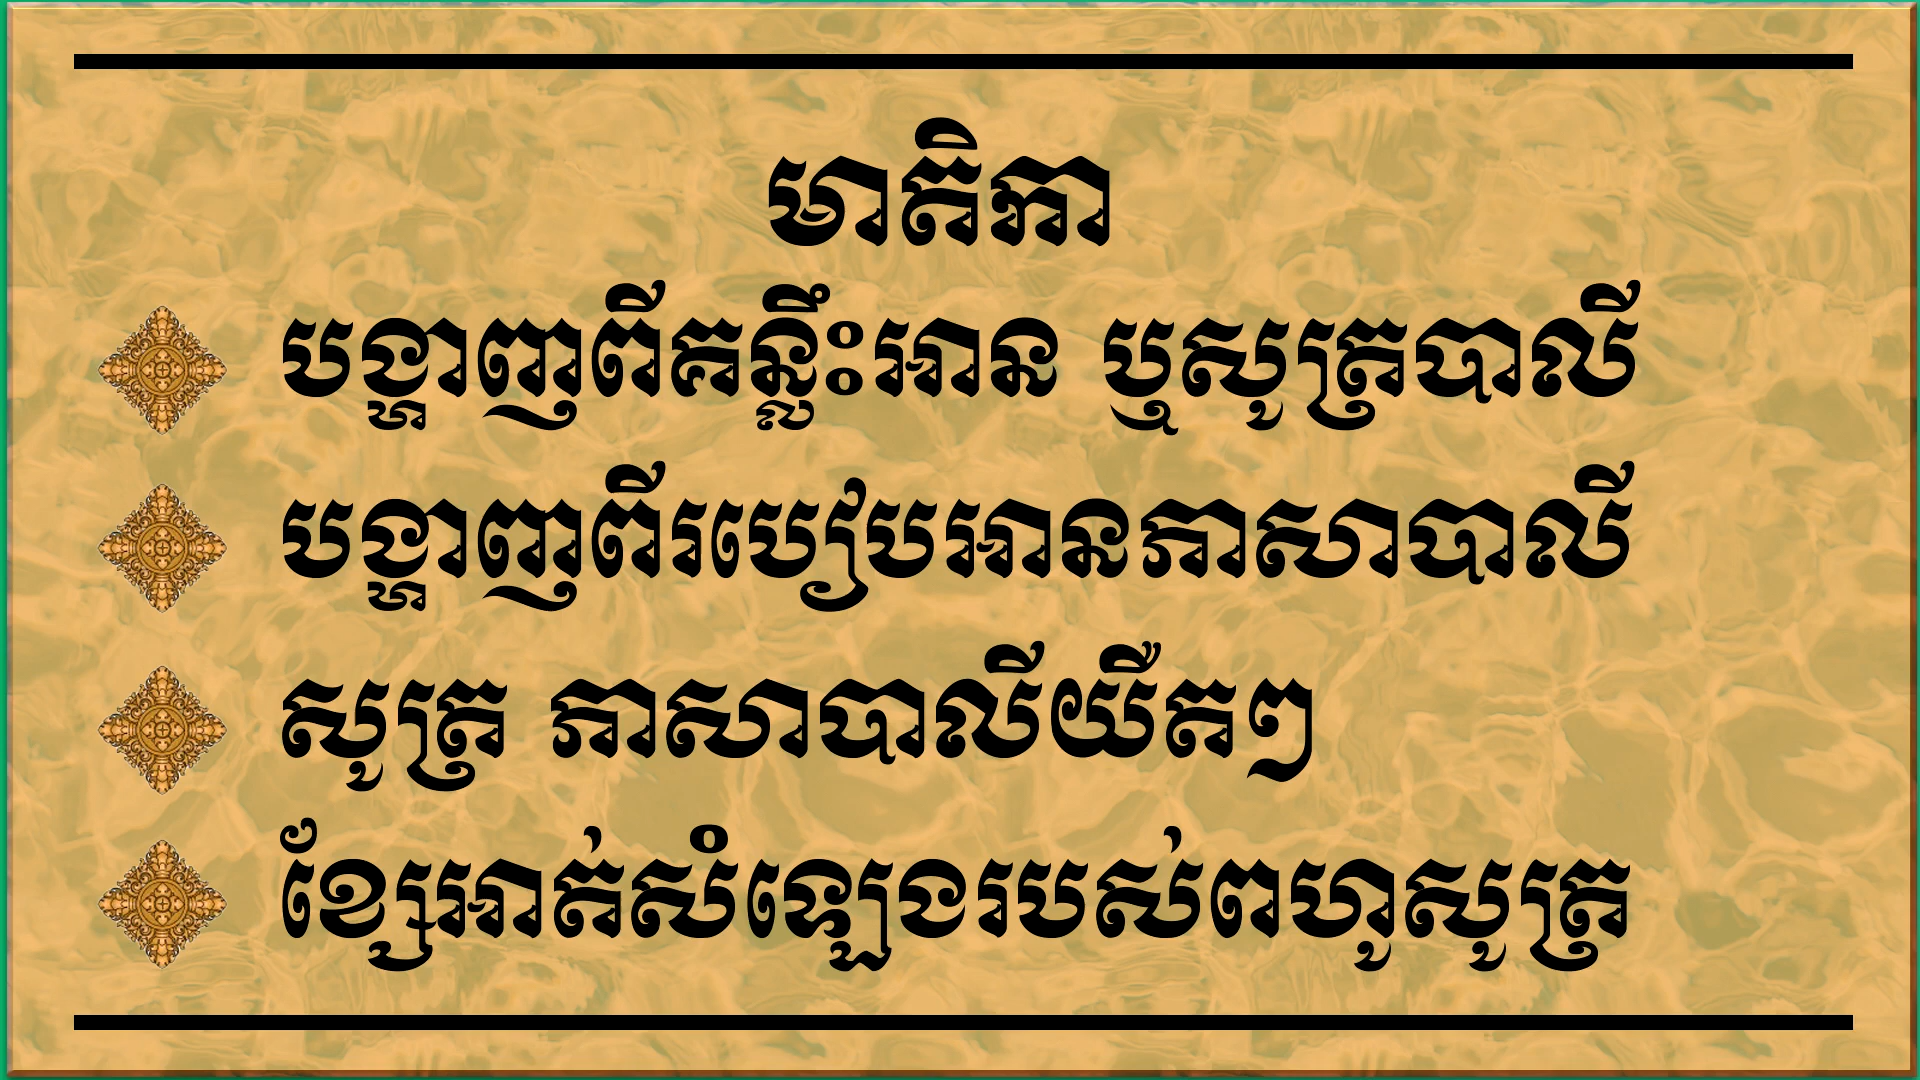 មាតិកា
បង្ហាញពីគន្លឹះអាន ឬសូត្របាលី
បង្ហាញពីរបៀបអានភាសាបាលី
សូត្រ ភាសាបាលីយឺតៗ
ខ្សែអាត់សំឡេងរបស់ពហូសូត្រ